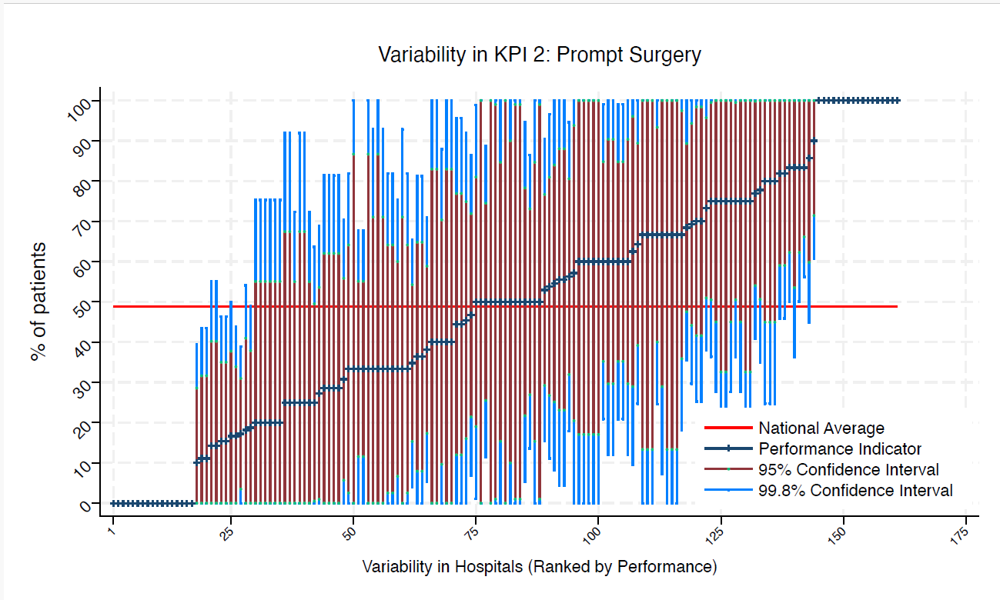 Variability in KPI 2: Prompt Surgery
% of patients
100
90
80
70
60
50
40
30
20
10
0
National Average
Performance Indicator
95% Confidence Interval
99.8% Confidence Interval
1 25 50 75 100 125 150 175
Variability in Hospitals (Ranked by Performance)